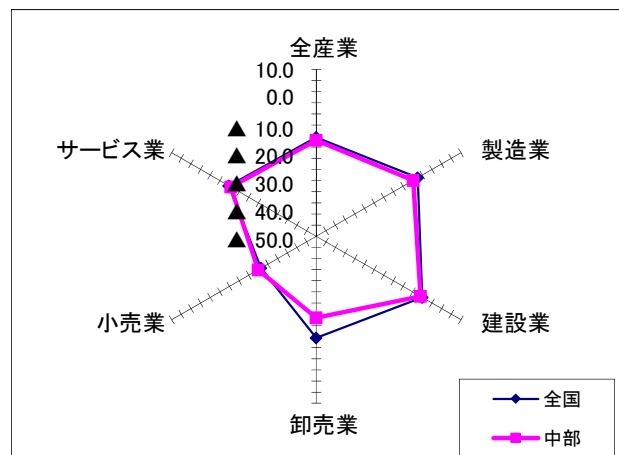 全産業
10.0
0.0
▲ 10.0
▲ 20.0
▲ 30.0
▲ 40.0
▲ 50.0
製造業
建設業
卸売業
小売業
サービス業
全国
中部